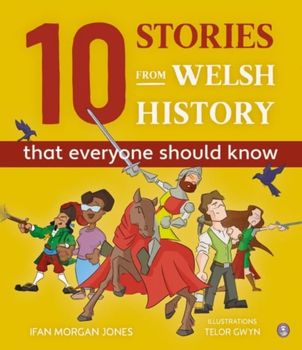 10 STORIES
FROM WELSH
HISTORY
that everyone should know
IFAN MORGAN JONES
ILLUSTRATIONS
TELOR GWYN